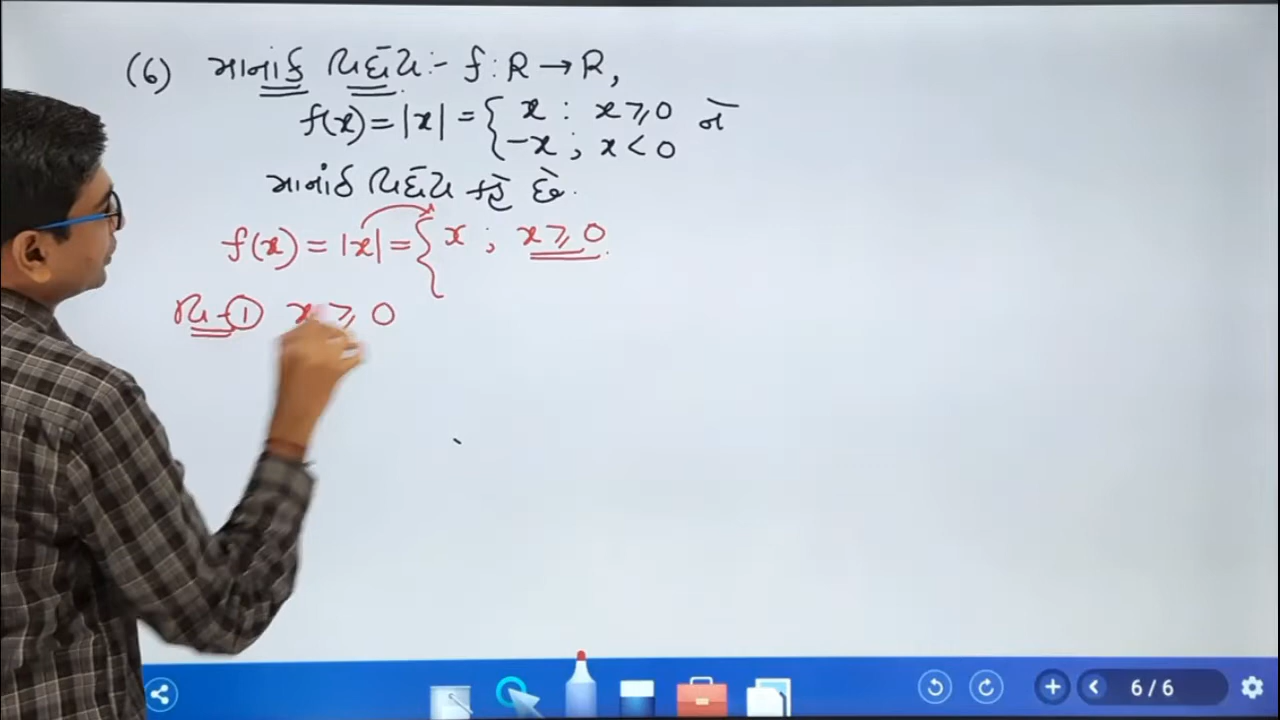 (6) માનાંક વિધેય :- f : R → R,
f(x) = |x| = { x : x ≥ 0 ને
-x ; x < 0
માનાંક વિધેય કહે છે.
f(x) = |x| = { x ; x ≥ 0
વિ-① x ≥ 0
6/6